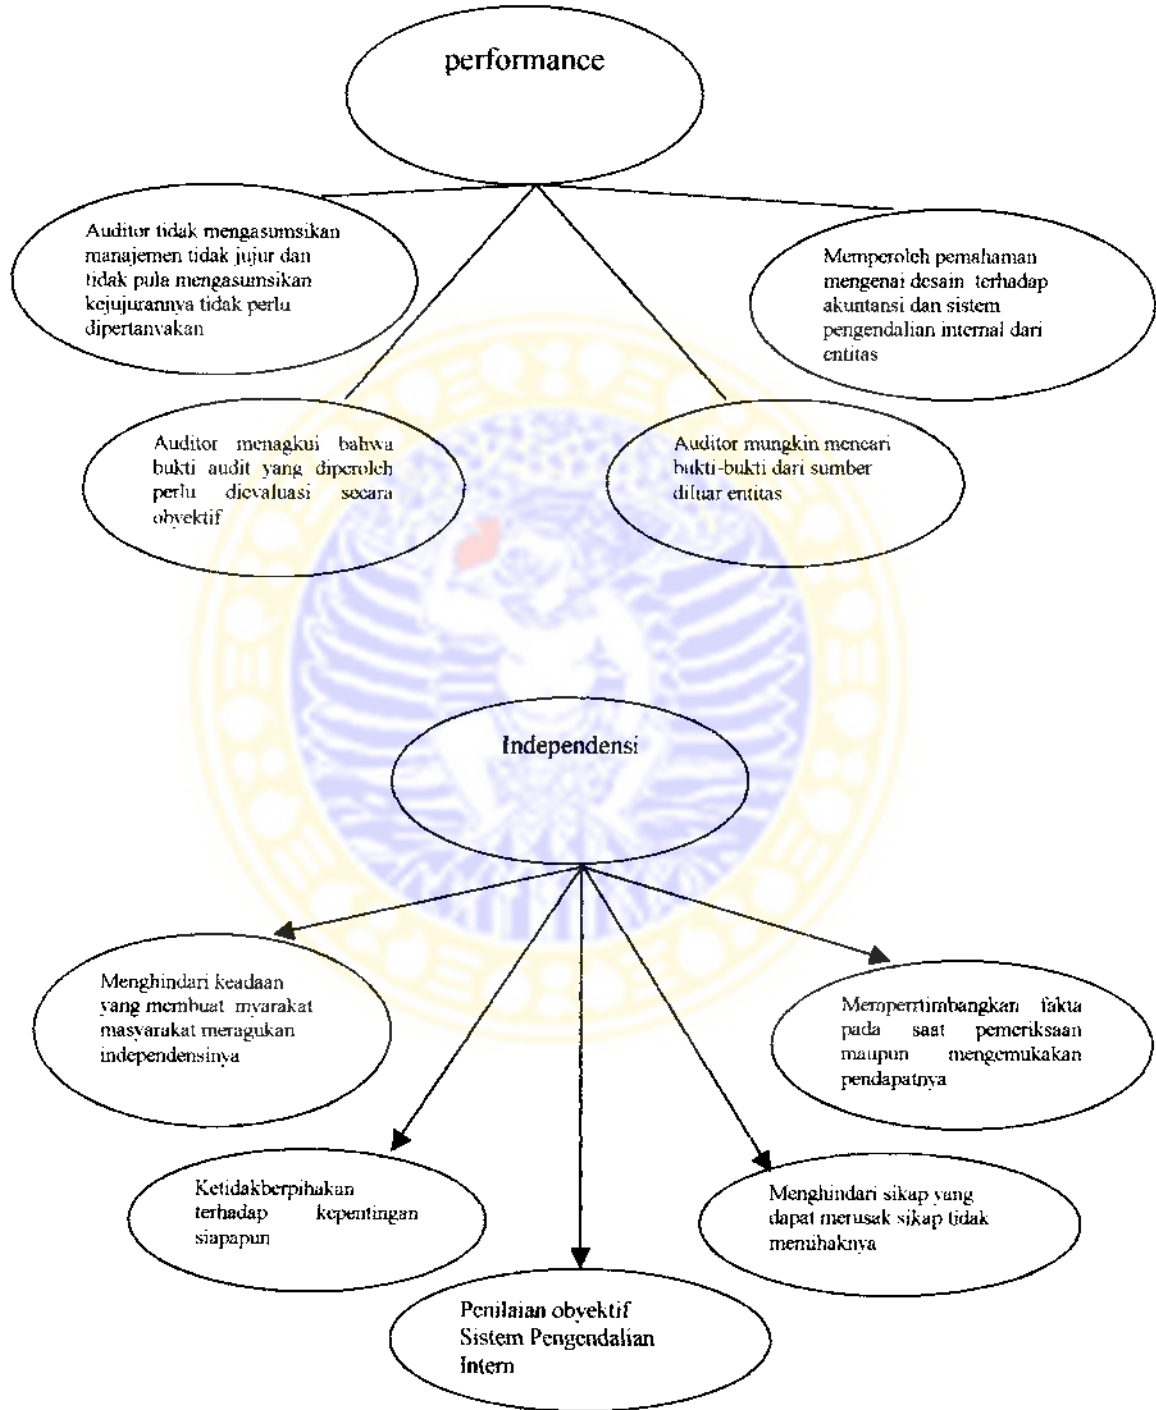 performance
Auditor tidak mengasumsikan
manajemen tidak jujur dan
tidak pula mengasumsikan
kejujurannya tidak perlu
dipertanyakan
Memperoleh pemahaman
mengenai desain terhadap
akuntansi dan sistem
pengendalian internal dari
entitas
Auditor menagkui bahwa
bukti audit yang diperoleh
perlu dievaluasi secara
obyektif
Auditor mungkin mencari
bukti-bukti dari sumber
diluar entitas
Independensi
Menghindari keadaan
yang membuat myarakat
masyarakat meragukan
independensinya
Memperrtimbangkan fakta
pada saat pemeriksaan
maupun mengemukakan
pendapatnya
Ketidakberpihakan
terhadap kepentingan
siapapun
Menghindari sikap yang
dapat merusak sikap tidak
memihaknya
Penilaian obyektif
Sistem Pengendalian
Intern